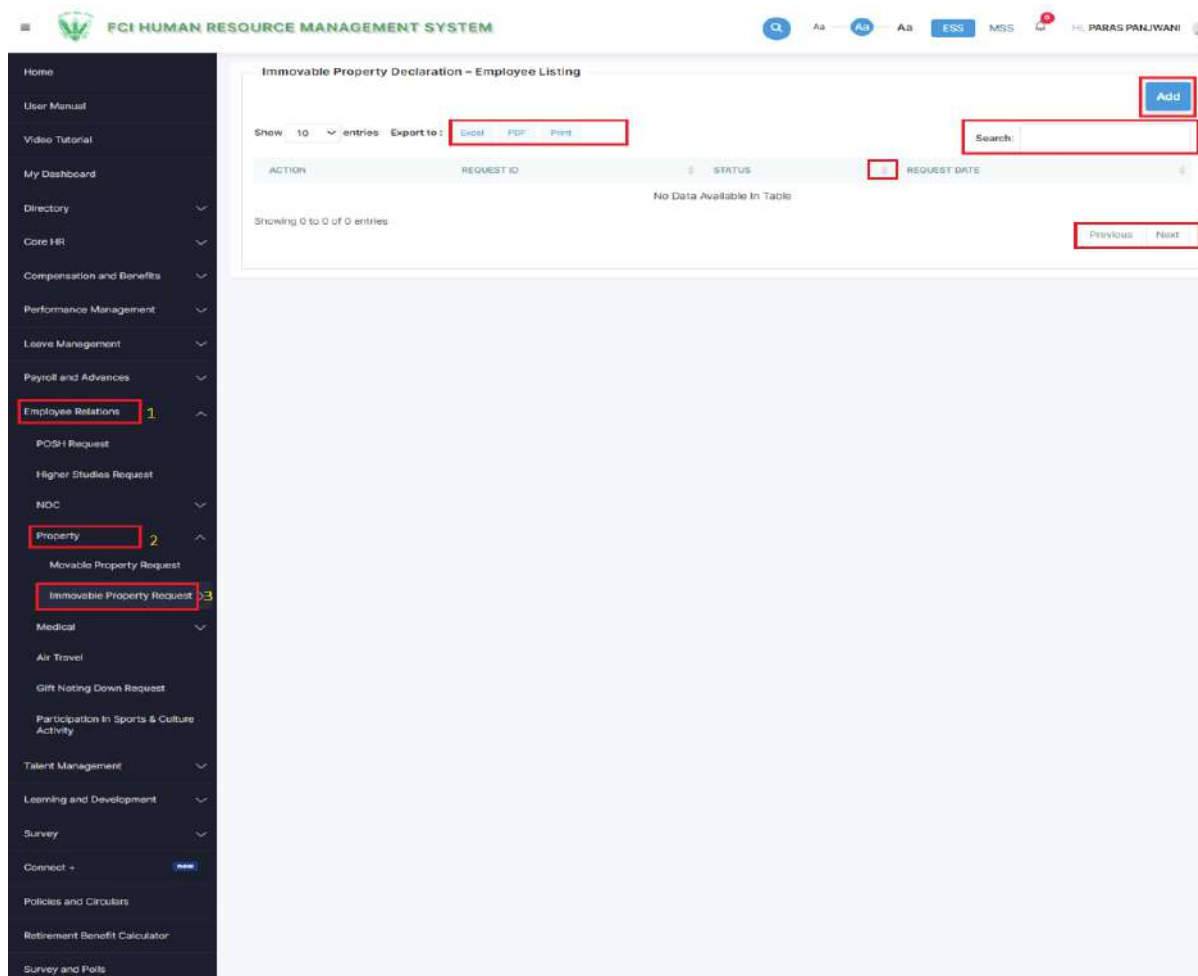 FCI HUMAN RESOURCE MANAGEMENT SYSTEM
Aa Aa Aa ESS MSS 0 Hi, PARAS PANJWANI
Home
User Manual
Video Tutorial
My Dashboard
Directory
Core HR
Compensation and Benefits
Performance Management
Leave Management
Payroll and Advances
Employee Relations 1
POSH Request
Higher Studies Request
NOC
Property 2
Movable Property Request
Immovable Property Request 3
Medical
Air Travel
Gift Noting Down Request
Participation In Sports & Culture
Activity
Talent Management
Learning and Development
Survey
Connect + new
Policies and Circulars
Retirement Benefit Calculator
Survey and Polls
Immovable Property Declaration – Employee Listing
Add
Show 10 entries Export to : Excel PDF Print
Search:
ACTION REQUEST ID STATUS REQUEST DATE
No Data Available In Table
Showing 0 to 0 of 0 entries
Previous Next